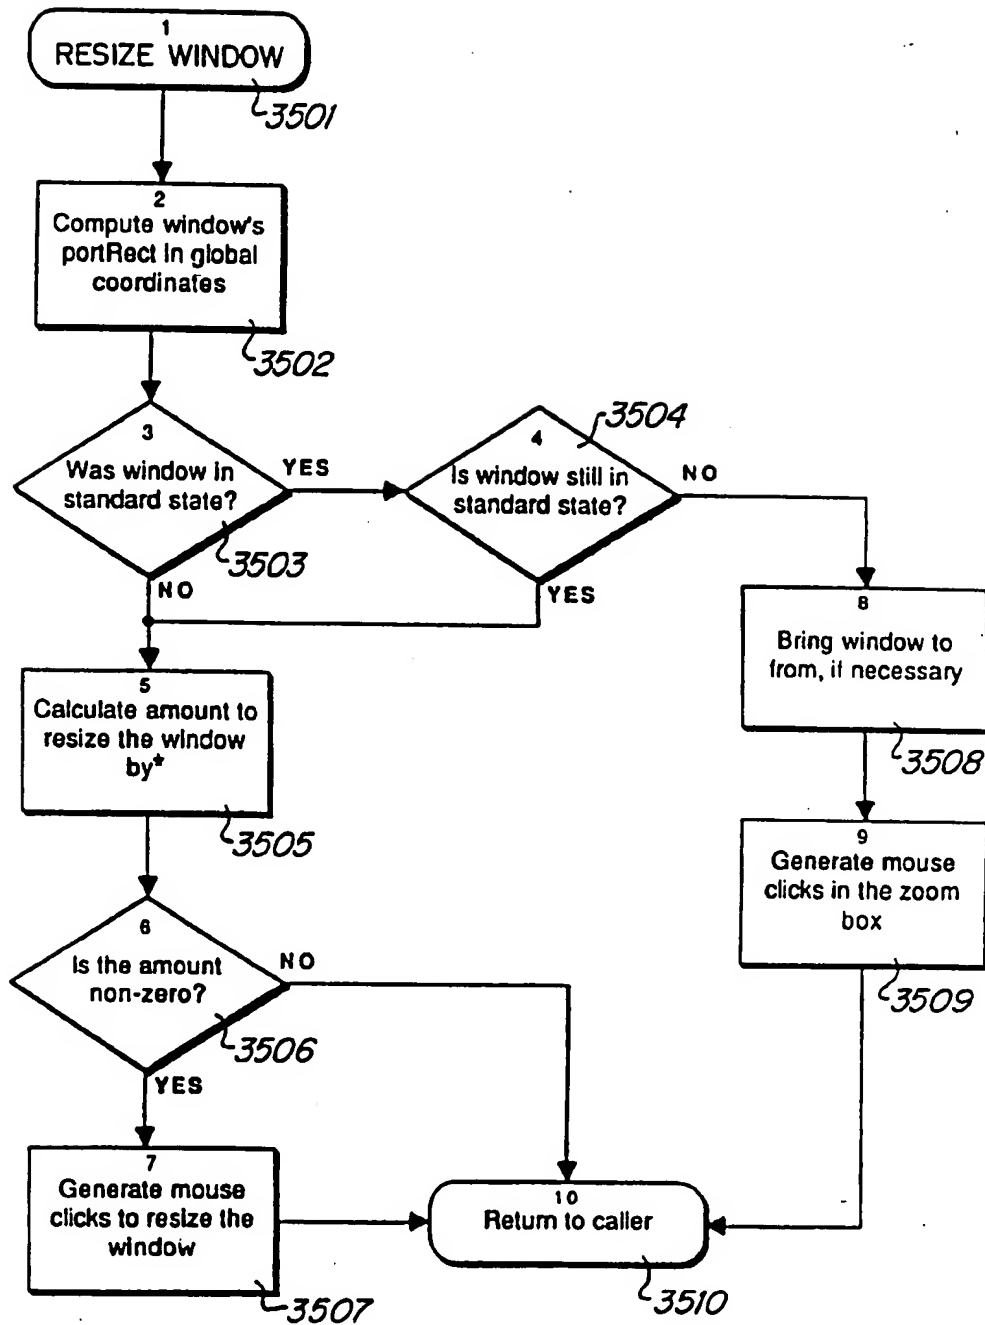 1
RESIZE WINDOW
3501
2
Compute window's
portRect in global
coordinates
3502
3
Was window in
standard state?
YES
NO
3503
4
Is window still in
standard state?
3504
NO
YES
5
Calculate amount to
resize the window
by*
3505
8
Bring window to
from, if necessary
3508
6
Is the amount
non-zero?
NO
YES
3506
9
Generate mouse
clicks in the zoom
box
3509
7
Generate mouse
clicks to resize the
window
3507
10
Return to caller
3510